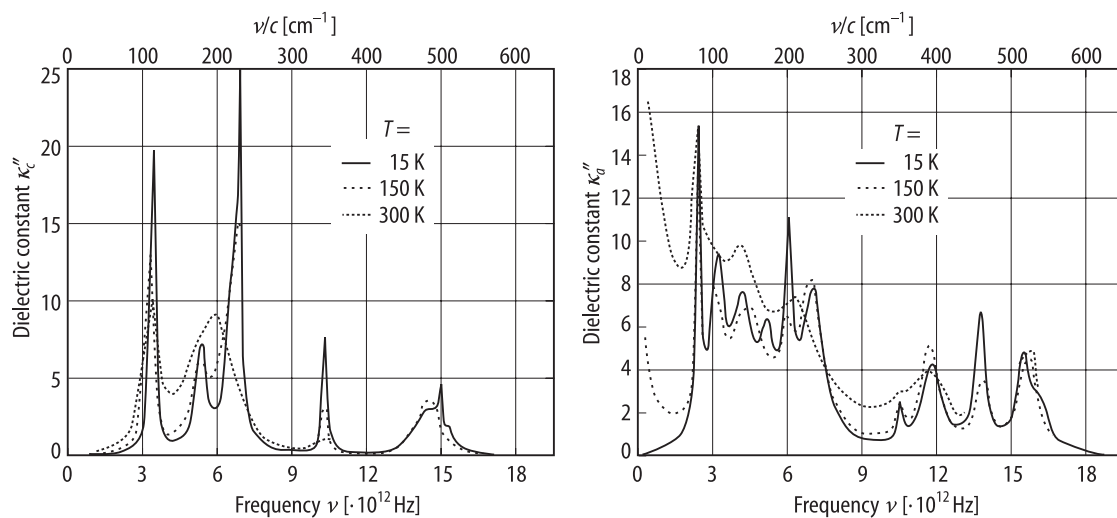 ν/c [cm⁻¹]
0 100 200 300 400 500 600
25
20
15
10
5
0
Dielectric constant κ″c
T =
15 K
150 K
300 K
0 3 6 9 12 15 18
Frequency ν [· 10¹² Hz]
ν/c [cm⁻¹]
0 100 200 300 400 500 600
18
16
14
12
10
8
6
4
2
0
Dielectric constant κ″a
T =
15 K
150 K
300 K
0 3 6 9 12 15 18
Frequency ν [· 10¹² Hz]